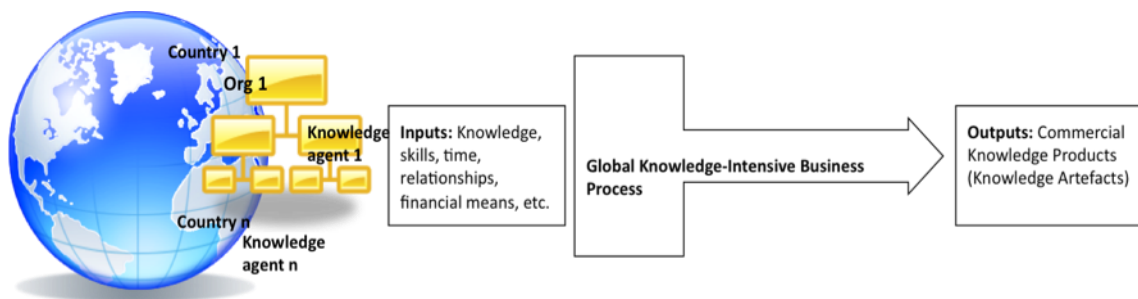 Country 1
Org 1
Knowledge
agent 1
Country n
Knowledge
agent n
Inputs: Knowledge,
skills, time,
relationships,
financial means, etc.
Global Knowledge-Intensive Business
Process
Outputs: Commercial
Knowledge Products
(Knowledge Artefacts)